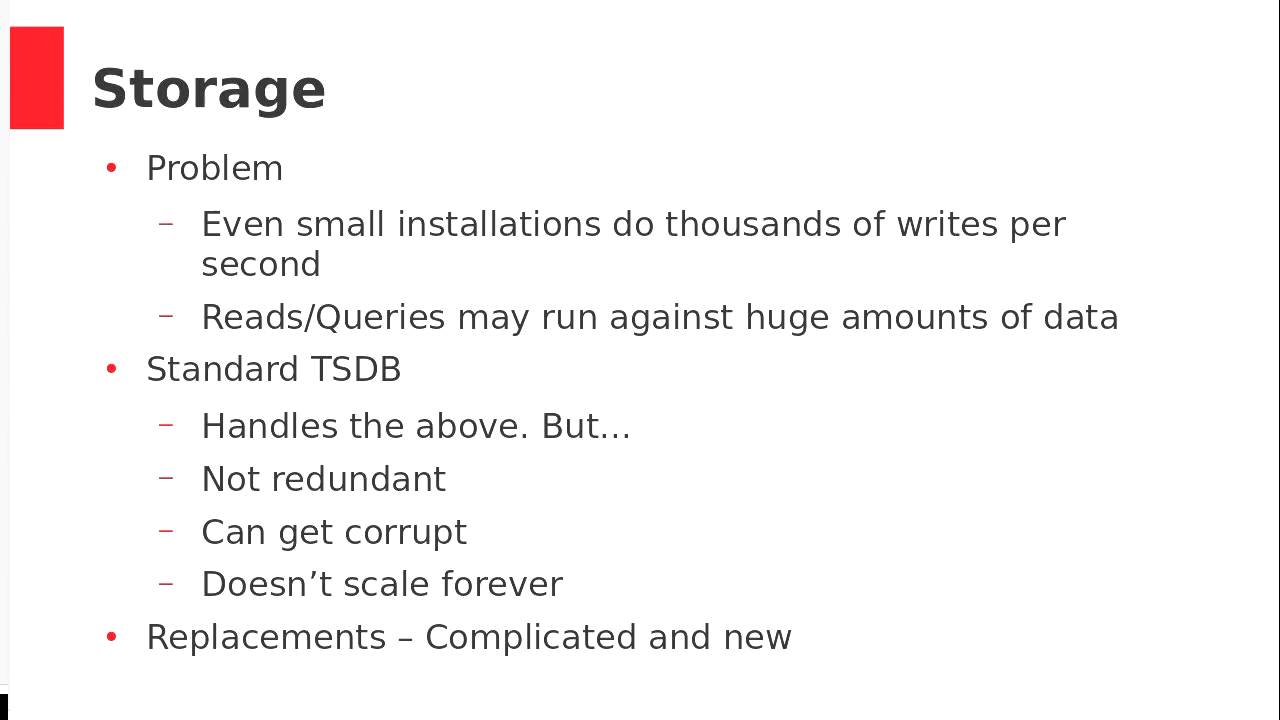 Storage
• Problem
– Even small installations do thousands of writes per
second
– Reads/Queries may run against huge amounts of data
• Standard TSDB
– Handles the above. But…
– Not redundant
– Can get corrupt
– Doesn’t scale forever
• Replacements – Complicated and new